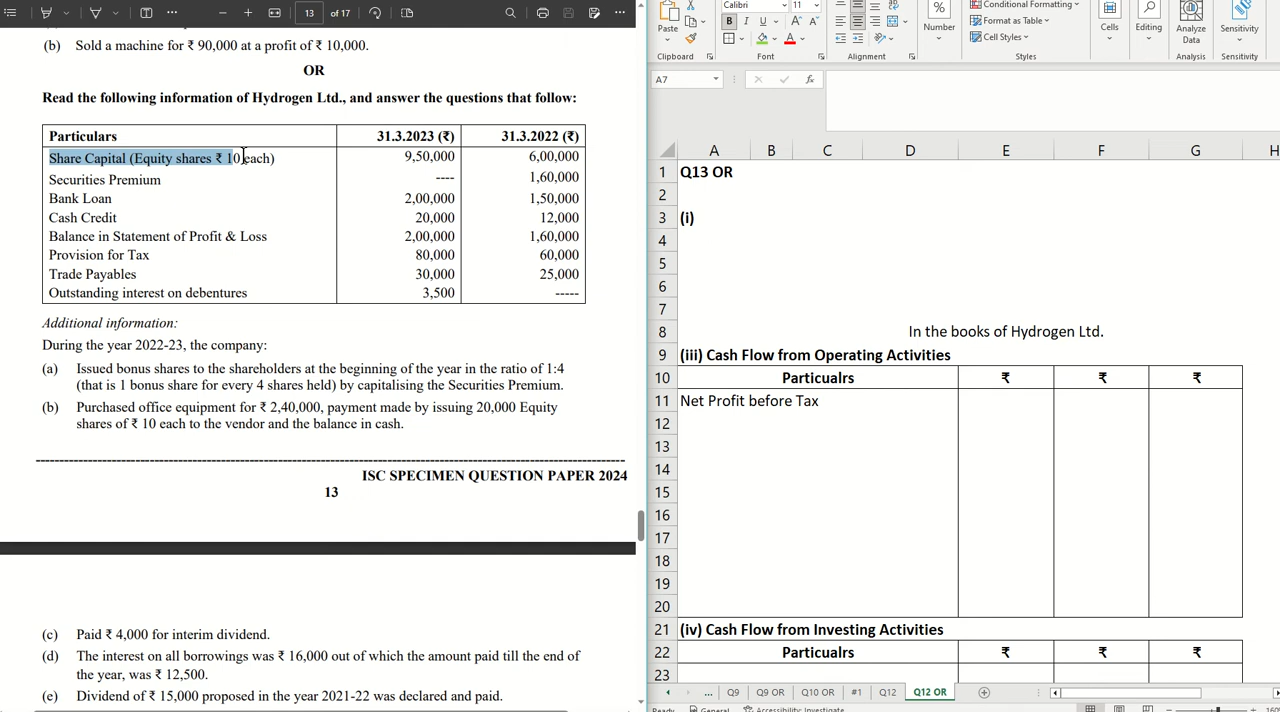 13 of 17
(b) Sold a machine for ₹ 90,000 at a profit of ₹ 10,000.
OR
Read the following information of Hydrogen Ltd., and answer the questions that follow:
Particulars 31.3.2023 (₹) 31.3.2022 (₹)
Share Capital (Equity shares ₹ 10 each) 9,50,000 6,00,000
Securities Premium ---- 1,60,000
Bank Loan 2,00,000 1,50,000
Cash Credit 20,000 12,000
Balance in Statement of Profit & Loss 2,00,000 1,60,000
Provision for Tax 80,000 60,000
Trade Payables 30,000 25,000
Outstanding interest on debentures 3,500 -----
Additional information:
During the year 2022-23, the company:
(a) Issued bonus shares to the shareholders at the beginning of the year in the ratio of 1:4
(that is 1 bonus share for every 4 shares held) by capitalising the Securities Premium.
(b) Purchased office equipment for ₹ 2,40,000, payment made by issuing 20,000 Equity
shares of ₹ 10 each to the vendor and the balance in cash.
ISC SPECIMEN QUESTION PAPER 2024
13
(c) Paid ₹ 4,000 for interim dividend.
(d) The interest on all borrowings was ₹ 16,000 out of which the amount paid till the end of
the year, was ₹ 12,500.
(e) Dividend of ₹ 15,000 proposed in the year 2021-22 was declared and paid.
Paste
Calibri 11
B I U
Conditional Formatting
Format as Table
Cell Styles
Number
Cells
Editing
Analyze
Data
Sensitivity
Clipboard Font Alignment Styles Analysis Sensitivity
A7
fx
A B C D E F G H
1 Q13 OR
2
3 (i)
4
5
6
7
8 In the books of Hydrogen Ltd.
9 (iii) Cash Flow from Operating Activities
10 Particualrs ₹ ₹ ₹
11 Net Profit before Tax
12
13
14
15
16
17
18
19
20
21 (iv) Cash Flow from Investing Activities
22 Particualrs ₹ ₹ ₹
23
... Q9 Q9 OR Q10 OR #1 Q12 Q12 OR
Ready General Accessibility: Investigate